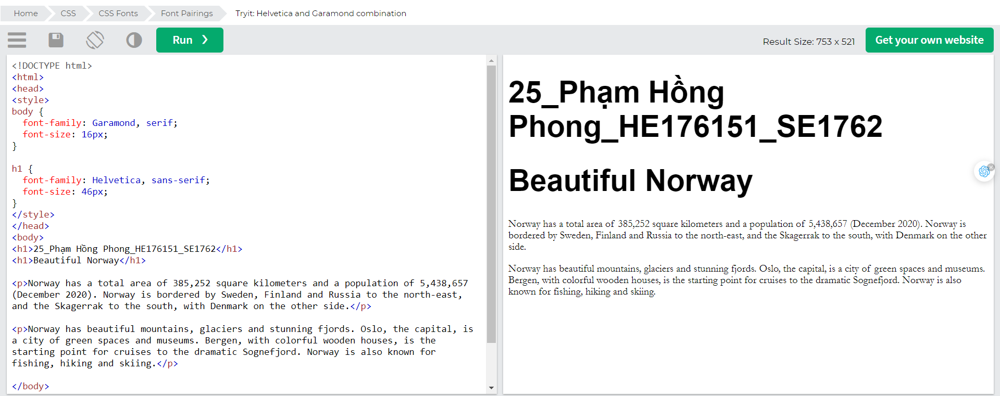 Home CSS CSS Fonts Font Pairings Tryit: Helvetica and Garamond combination
Run ❯ Result Size: 753 x 521 Get your own website
<!DOCTYPE html>
<html>
<head>
<style>
body {
  font-family: Garamond, serif;
  font-size: 16px;
}
h1 {
  font-family: Helvetica, sans-serif;
  font-size: 46px;
}
</style>
</head>
<body>
<h1>25_Phạm Hồng Phong_HE176151_SE1762</h1>
<h1>Beautiful Norway</h1>
<p>Norway has a total area of 385,252 square kilometers and a population of 5,438,657
(December 2020). Norway is bordered by Sweden, Finland and Russia to the north-east,
and the Skagerrak to the south, with Denmark on the other side.</p>
<p>Norway has beautiful mountains, glaciers and stunning fjords. Oslo, the capital, is
a city of green spaces and museums. Bergen, with colorful wooden houses, is the
starting point for cruises to the dramatic Sognefjord. Norway is also known for
fishing, hiking and skiing.</p>
</body>
25_Phạm Hồng
Phong_HE176151_SE1762
Beautiful Norway
Norway has a total area of 385,252 square kilometers and a population of 5,438,657 (December 2020). Norway is
bordered by Sweden, Finland and Russia to the north-east, and the Skagerrak to the south, with Denmark on the other
side.
Norway has beautiful mountains, glaciers and stunning fjords. Oslo, the capital, is a city of green spaces and museums.
Bergen, with colorful wooden houses, is the starting point for cruises to the dramatic Sognefjord. Norway is also
known for fishing, hiking and skiing.